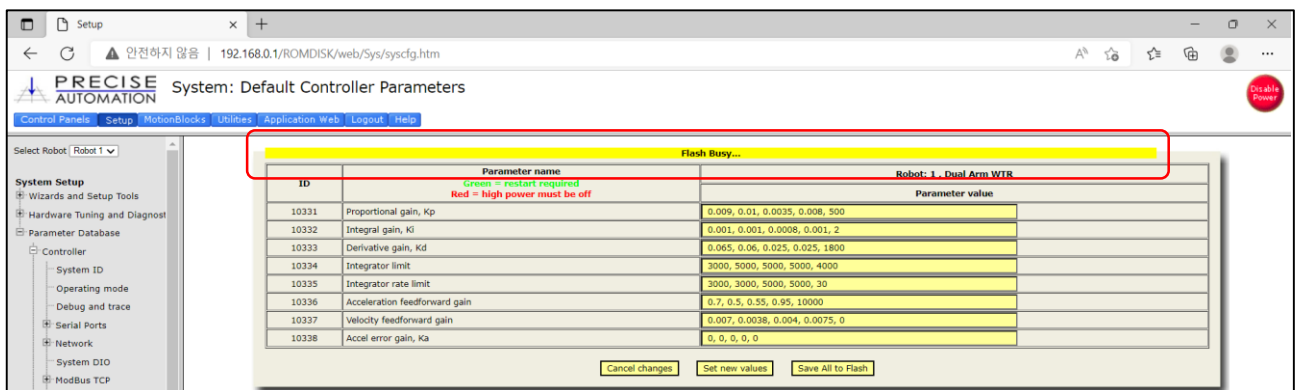 Setup
안전하지 않음 | 192.168.0.1/ROMDISK/web/Sys/syscfg.htm
PRECISE AUTOMATION
System: Default Controller Parameters
Disable Power
Control Panels Setup MotionBlocks Utilities Application Web Logout Help
Select Robot Robot 1
Flash Busy...
ID Parameter name Robot: 1 , Dual Arm WTR
Green = restart required
Red = high power must be off Parameter value
10331 Proportional gain, Kp 0.009, 0.01, 0.0035, 0.008, 500
10332 Integral gain, Ki 0.001, 0.001, 0.0008, 0.001, 2
10333 Derivative gain, Kd 0.065, 0.06, 0.025, 0.025, 1800
10334 Integrator limit 3000, 5000, 5000, 5000, 4000
10335 Integrator rate limit 3000, 3000, 5000, 5000, 30
10336 Acceleration feedforward gain 0.7, 0.5, 0.55, 0.95, 10000
10337 Velocity feedforward gain 0.007, 0.0038, 0.004, 0.0075, 0
10338 Accel error gain, Ka 0, 0, 0, 0, 0
Cancel changes Set new values Save All to Flash
System Setup
Wizards and Setup Tools
Hardware Tuning and Diagnost
Parameter Database
Controller
System ID
Operating mode
Debug and trace
Serial Ports
Network
System DIO
ModBus TCP